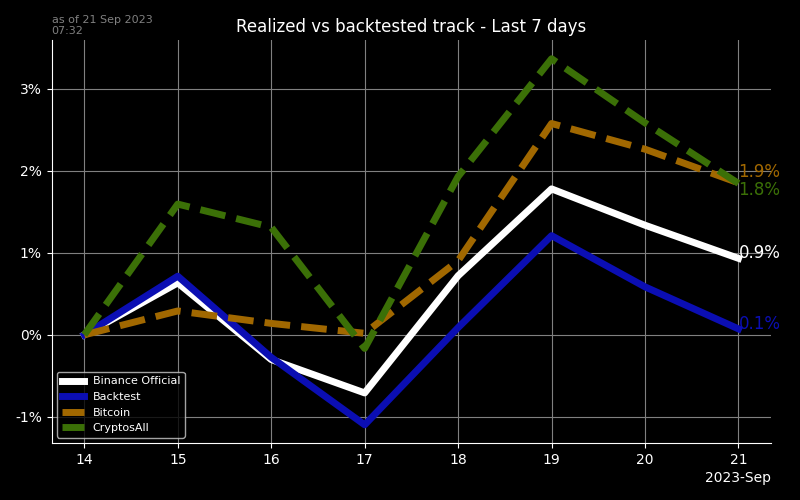 as of 21 Sep 2023
07:32
Realized vs backtested track - Last 7 days
3%
2%
1%
0%
-1%
1.9%
1.8%
0.9%
0.1%
Binance Official
Backtest
Bitcoin
CryptosAll
14 15 16 17 18 19 20 21
2023-Sep